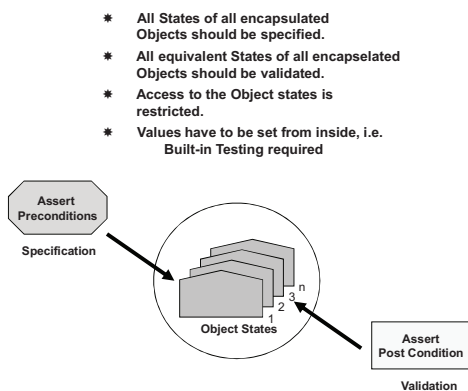 ✷ All States of all encapsulated
Objects should be specified.
✷ All equivalent States of all encapselated
Objects should be validated.
✷ Access to the Object states is
restricted.
✷ Values have to be set from inside, i.e.
Built-in Testing required
Assert
Preconditions
Specification
n
3
2
1
Object States
Assert
Post Condition
Validation